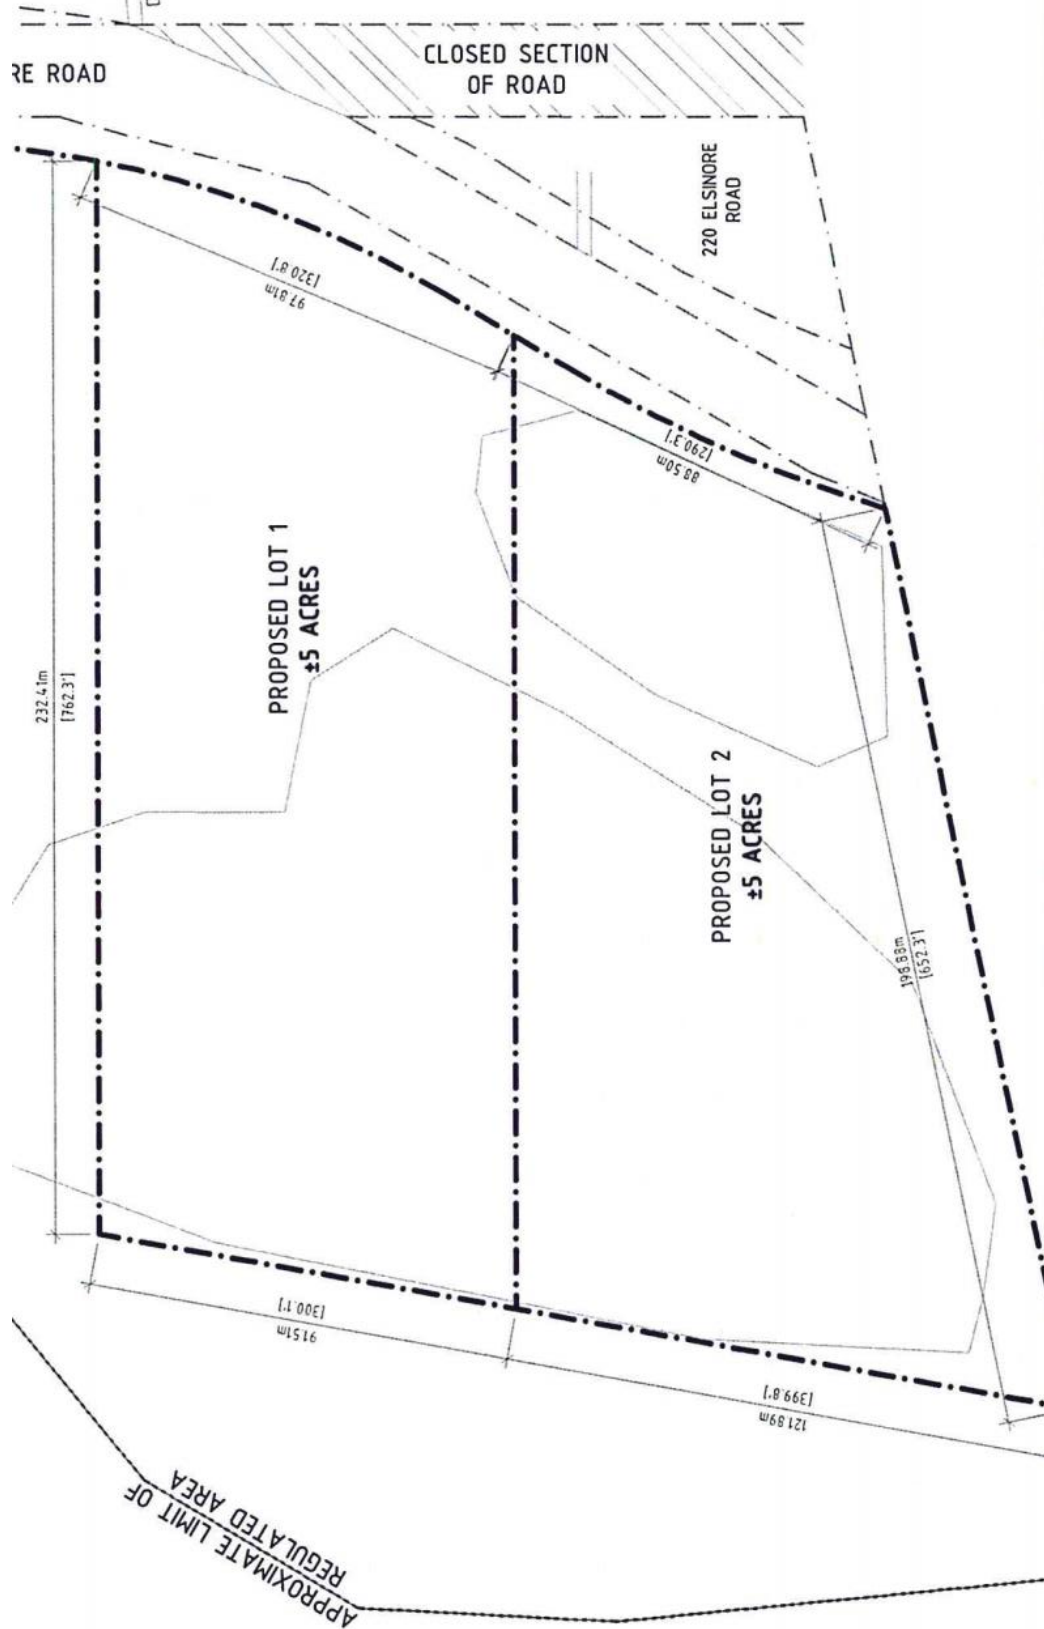 RE ROAD
CLOSED SECTION
OF ROAD
220 ELSINORE
ROAD
[320.8']
97.81m
[290.3']
88.50m
PROPOSED LOT 1
±5 ACRES
232.41m
[762.3']
PROPOSED LOT 2
±5 ACRES
198.88m
[652.3']
[300.1']
91.51m
[399.8']
121.89m
APPROXIMATE LIMIT OF
REGULATED AREA